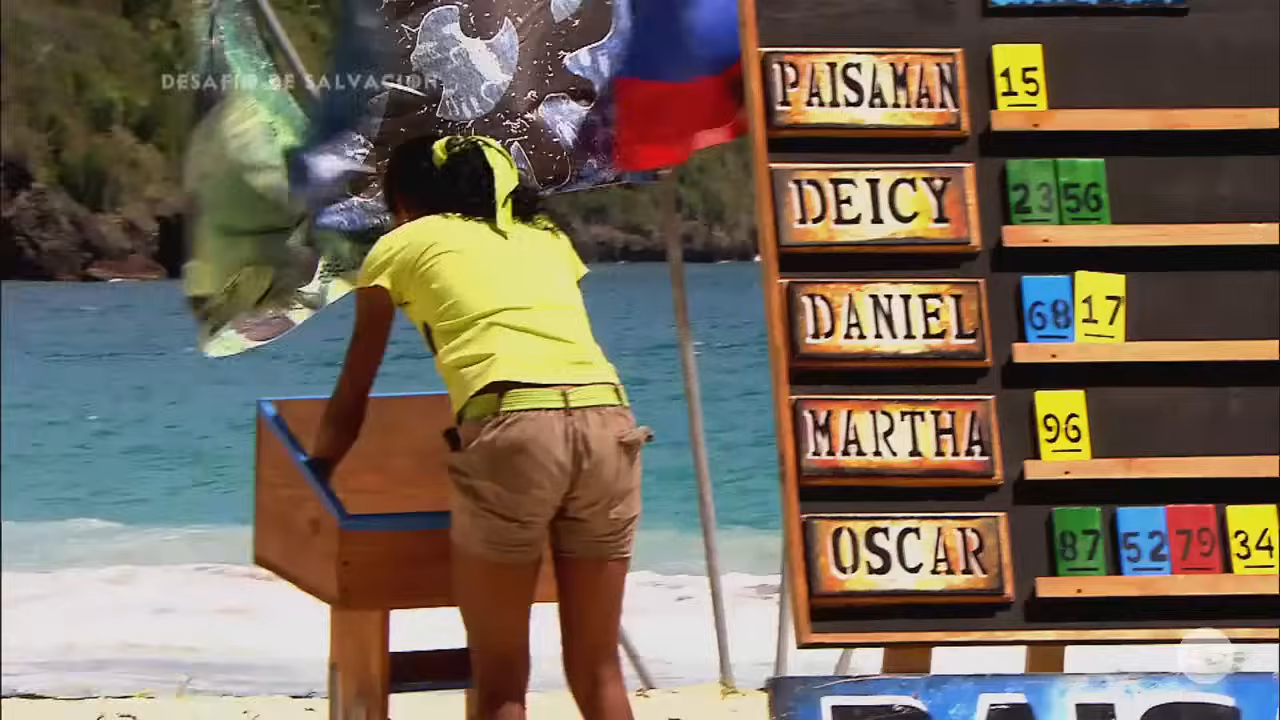 DESAFÍO DE SALVACIÓN
PAISAMAN 15
DEICY 23 56
DANIEL 68 17
MARTHA 96
OSCAR 87 52 79 34